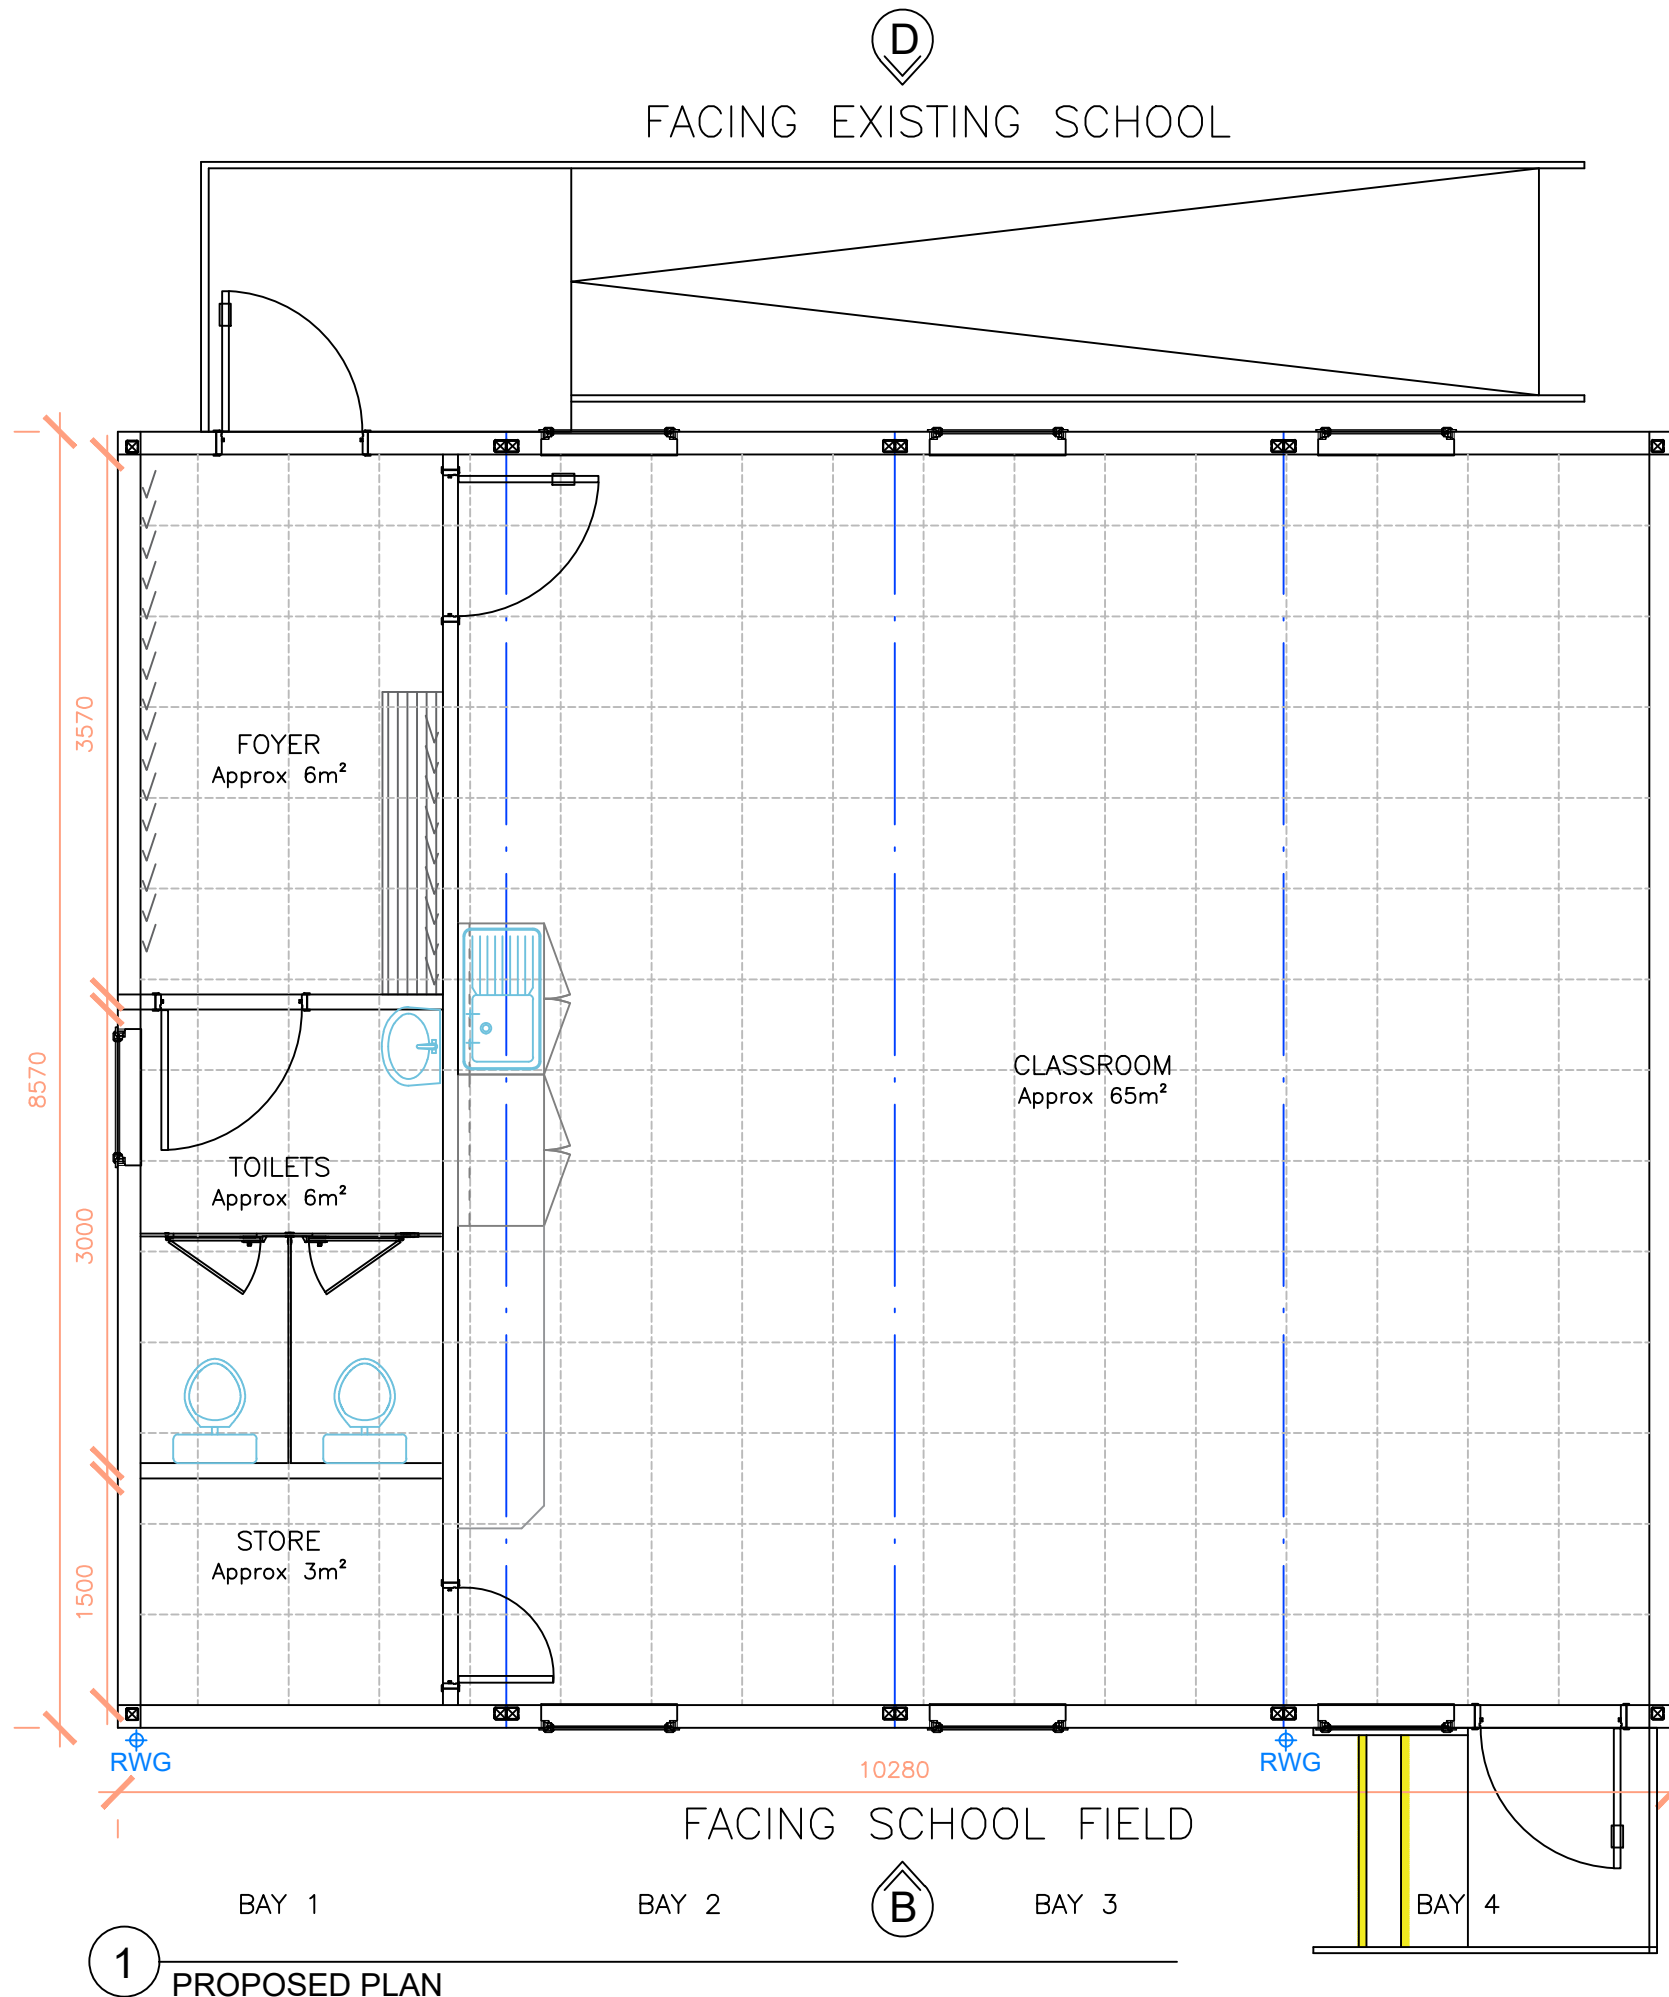 D
FACING EXISTING SCHOOL
3570
FOYER
Approx 6m²
8570
CLASSROOM
Approx 65m²
TOILETS
Approx 6m²
3000
STORE
Approx 3m²
1500
RWG
RWG
10280
FACING SCHOOL FIELD
BAY 1
BAY 2
B
BAY 3
BAY 4
1
PROPOSED PLAN